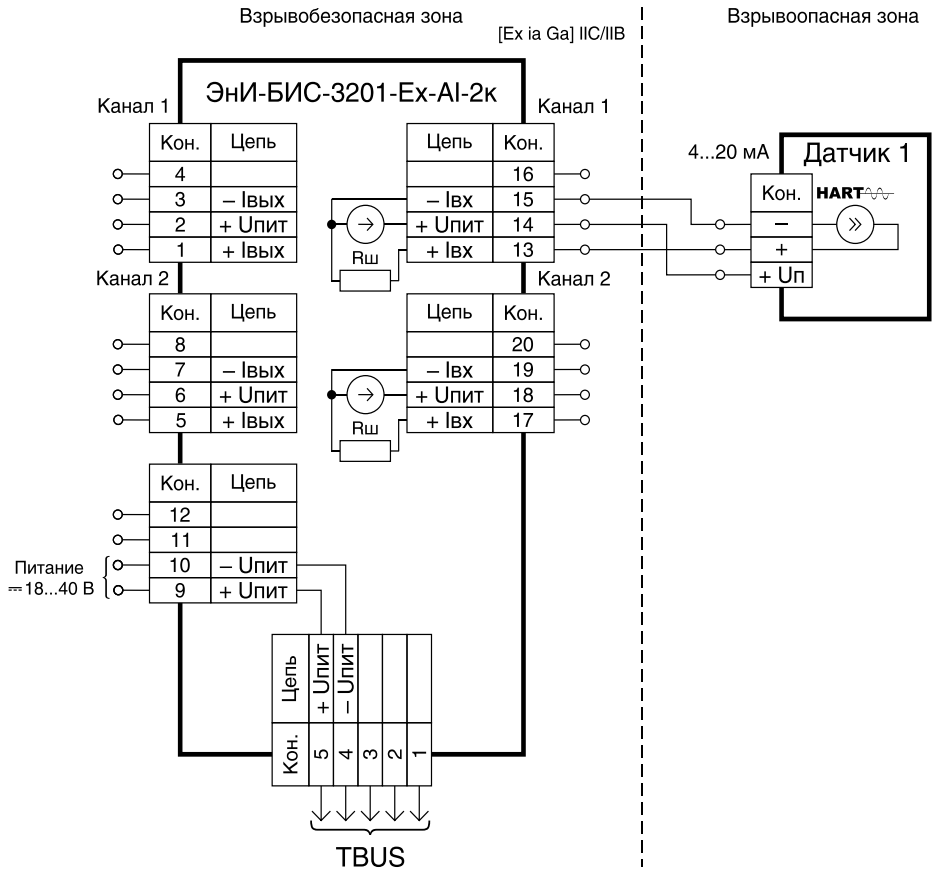 Взрывобезопасная зона
Взрывоопасная зона
[Ex ia Ga] IIC/IIB
ЭнИ-БИС-3201-Ex-AI-2к
Канал 1
Кон. Цепь
4
3 – Iвых
2 + Uпит
1 + Iвых
Канал 2
Кон. Цепь
8
7 – Iвых
6 + Uпит
5 + Iвых
Кон. Цепь
12
11
10 – Uпит
9 + Uпит
Питание
18...40 В
Канал 1
Цепь Кон.
16
– Iвх 15
+ Uпит 14
+ Iвх 13
Rш
Канал 2
Цепь Кон.
20
– Iвх 19
+ Uпит 18
+ Iвх 17
Rш
4...20 мА
Датчик 1
Кон.
HART
–
+
+ Uп
Цепь + Uпит – Uпит
Кон. 5 4 3 2 1
TBUS